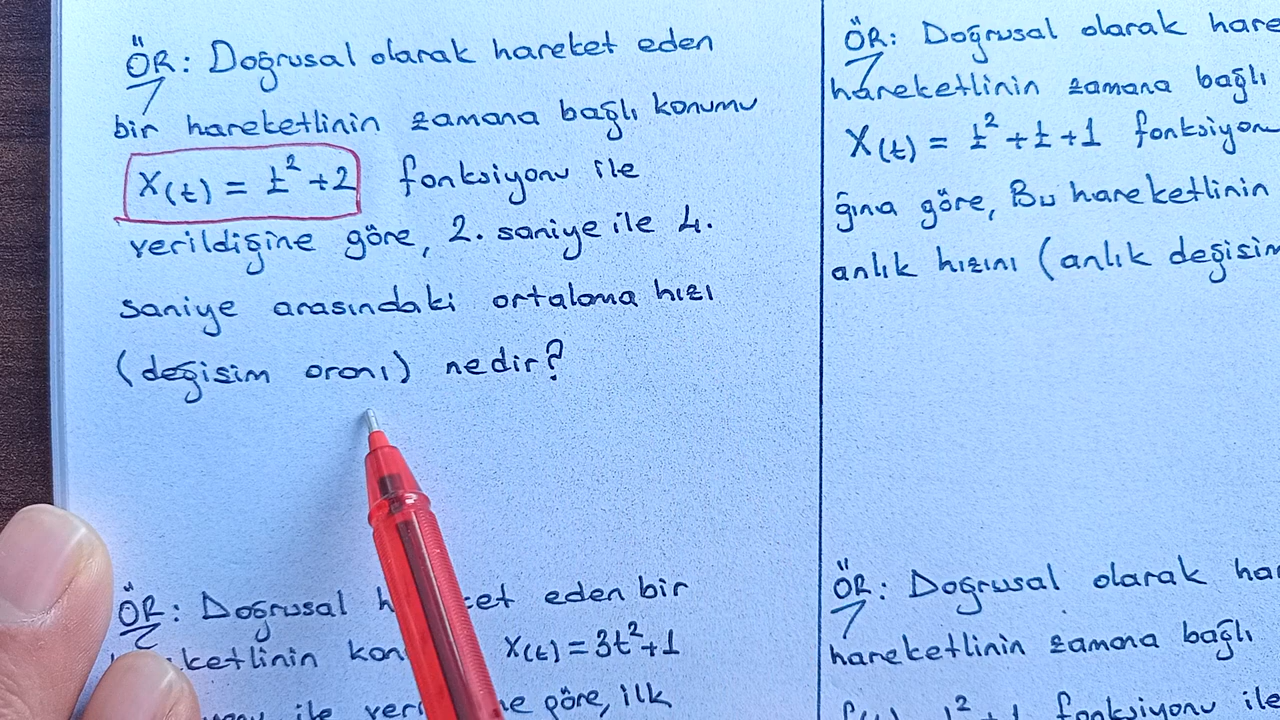 ÖR: Doğrusal olarak hareket eden
bir hareketlinin zamana bağlı konumu
X(t) = t²+2 fonksiyonu ile
verildiğine göre, 2. saniye ile 4.
saniye arasındaki ortalama hızı
(değişim oranı) nedir?
ÖR: Doğrusal eden bir
X(t) = 3t²+1
ile göre, ilk
ÖR: Doğrusal olarak
hareketlinin zamana bağlı
X(t) = t²+t+1
göre, Bu hareketlinin
anlık hızını (anlık
ÖR: Doğrusal olarak
hareketlinin zamana bağlı
fonksiyonu ile